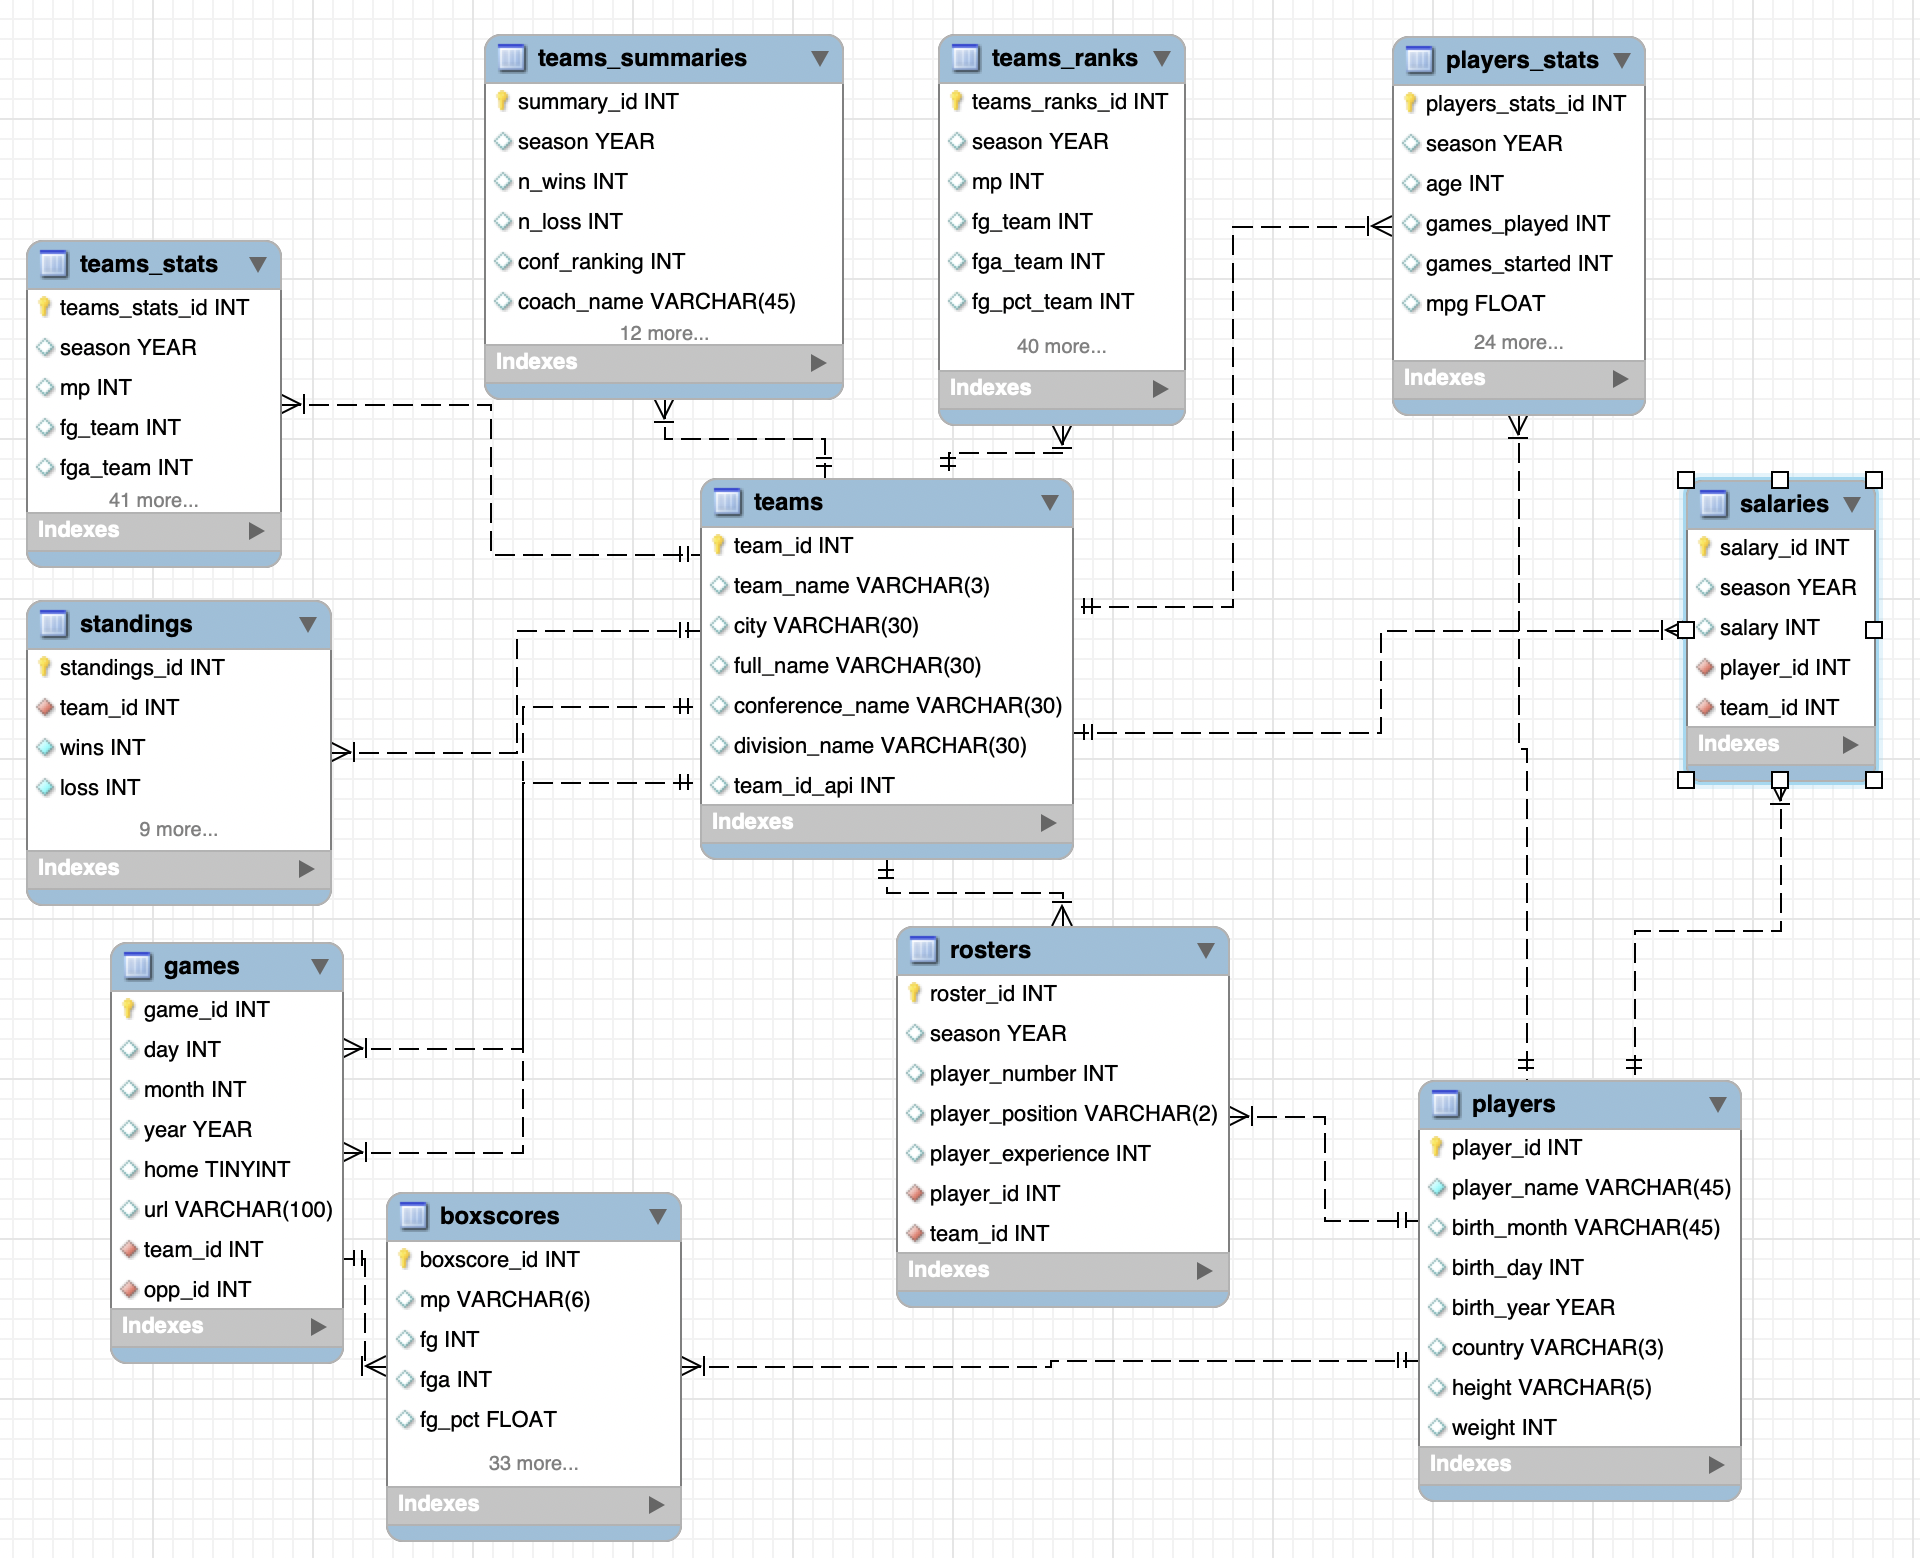 teams_summaries
summary_id INT
season YEAR
n_wins INT
n_loss INT
conf_ranking INT
coach_name VARCHAR(45)
12 more...
Indexes
teams_ranks
teams_ranks_id INT
season YEAR
mp INT
fg_team INT
fga_team INT
fg_pct_team INT
40 more...
Indexes
players_stats
players_stats_id INT
season YEAR
age INT
games_played INT
games_started INT
mpg FLOAT
24 more...
Indexes
teams_stats
teams_stats_id INT
season YEAR
mp INT
fg_team INT
fga_team INT
41 more...
Indexes
teams
team_id INT
team_name VARCHAR(3)
city VARCHAR(30)
full_name VARCHAR(30)
conference_name VARCHAR(30)
division_name VARCHAR(30)
team_id_api INT
Indexes
salaries
salary_id INT
season YEAR
salary INT
player_id INT
team_id INT
Indexes
standings
standings_id INT
team_id INT
wins INT
loss INT
9 more...
Indexes
games
game_id INT
day INT
month INT
year YEAR
home TINYINT
url VARCHAR(100)
team_id INT
opp_id INT
Indexes
rosters
roster_id INT
season YEAR
player_number INT
player_position VARCHAR(2)
player_experience INT
player_id INT
team_id INT
Indexes
players
player_id INT
player_name VARCHAR(45)
birth_month VARCHAR(45)
birth_day INT
birth_year YEAR
country VARCHAR(3)
height VARCHAR(5)
weight INT
Indexes
boxscores
boxscore_id INT
mp VARCHAR(6)
fg INT
fga INT
fg_pct FLOAT
33 more...
Indexes